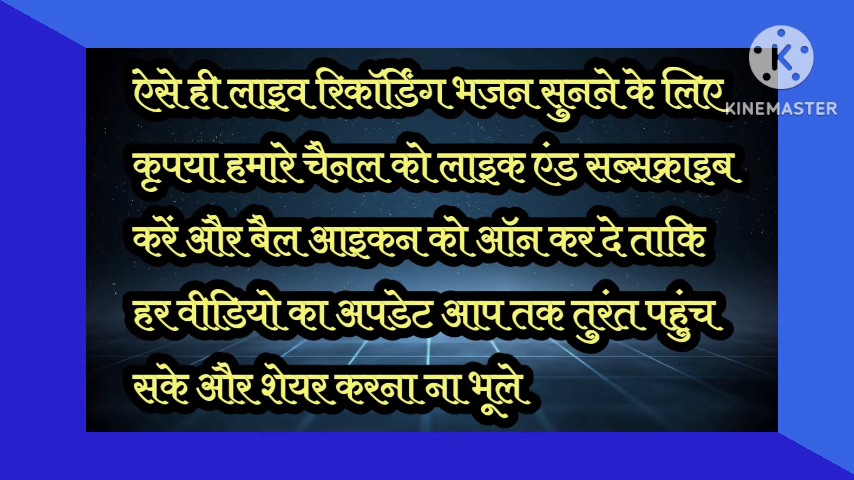 ऐसे ही लाइव रिकॉर्डिंग भजन सुनने के लिए
कृपया हमारे चैनल को लाइक एंड सब्सक्राइब
करें और बैल आइकन को ऑन कर दे ताकि
हर वीडियो का अपडेट आप तक तुरंत पहुंच
सके और शेयर करना ना भूले
K
KINEMASTER